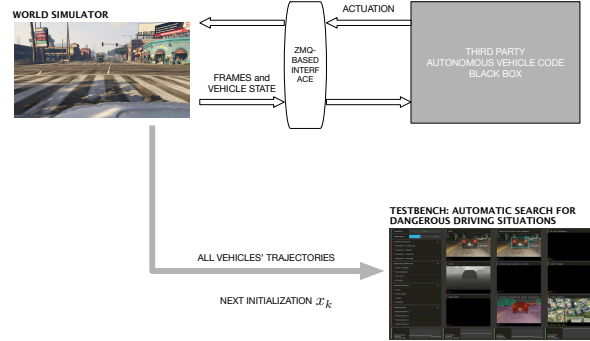 WORLD SIMULATOR
ACTUATION
ZMQ-
BASED
INTERF
ACE
THIRD PARTY
AUTONOMOUS VEHICLE CODE
BLACK BOX
FRAMES and
VEHICLE STATE
TESTBENCH: AUTOMATIC SEARCH FOR
DANGEROUS DRIVING SITUATIONS
ALL VEHICLES' TRAJECTORIES
NEXT INITIALIZATION x_k